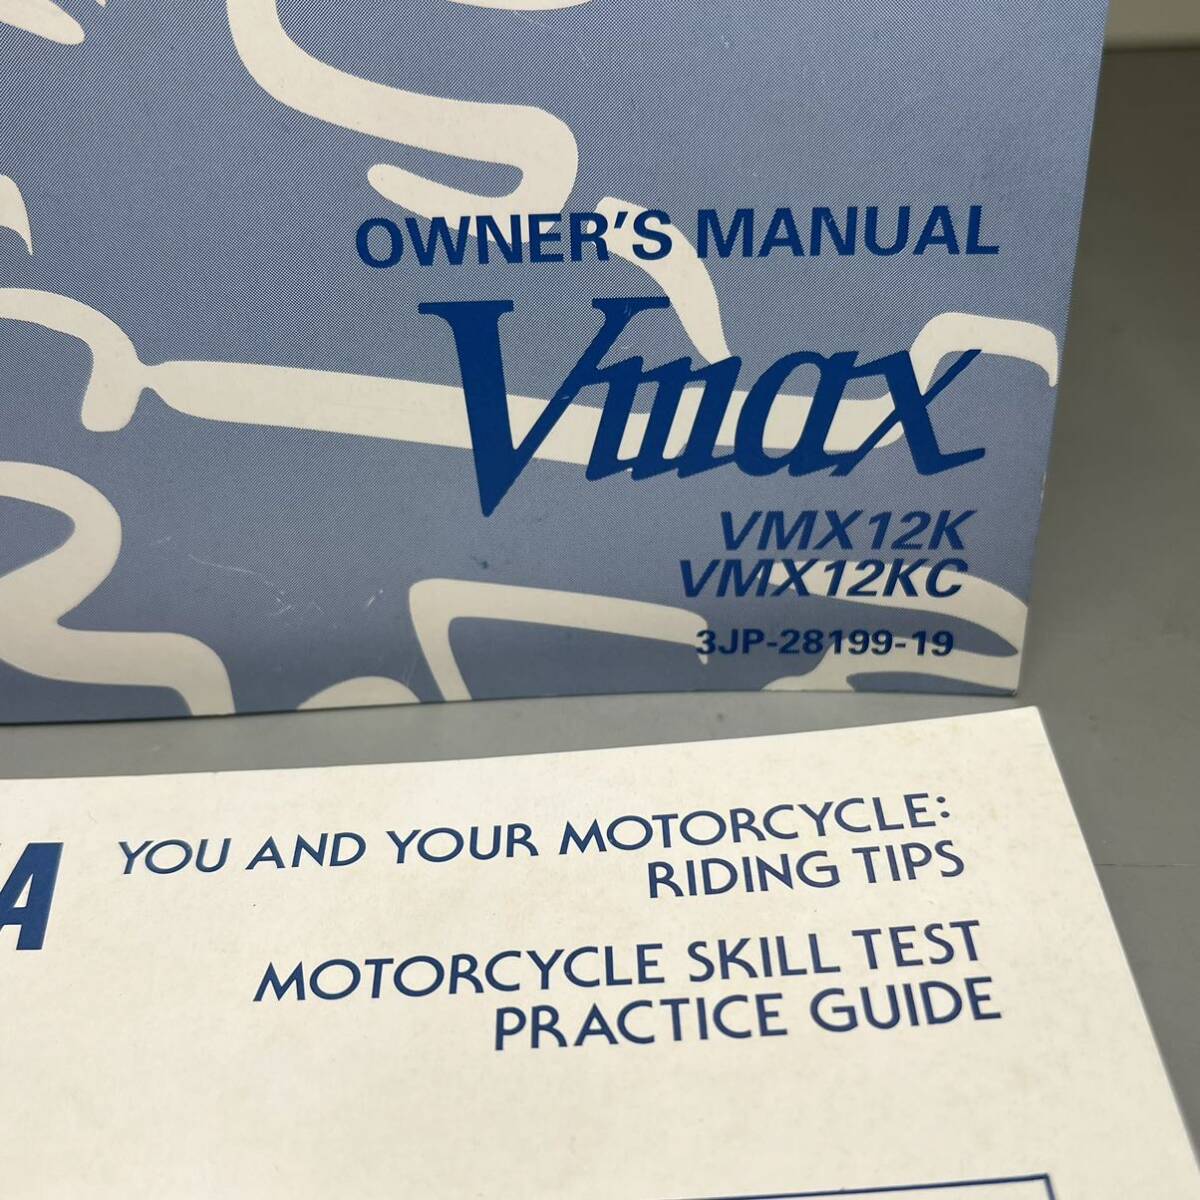 OWNER'S MANUAL
Vmax
VMX12K
VMX12KC
3JP-28199-19
YOU AND YOUR MOTORCYCLE:
RIDING TIPS
MOTORCYCLE SKILL TEST
PRACTICE GUIDE